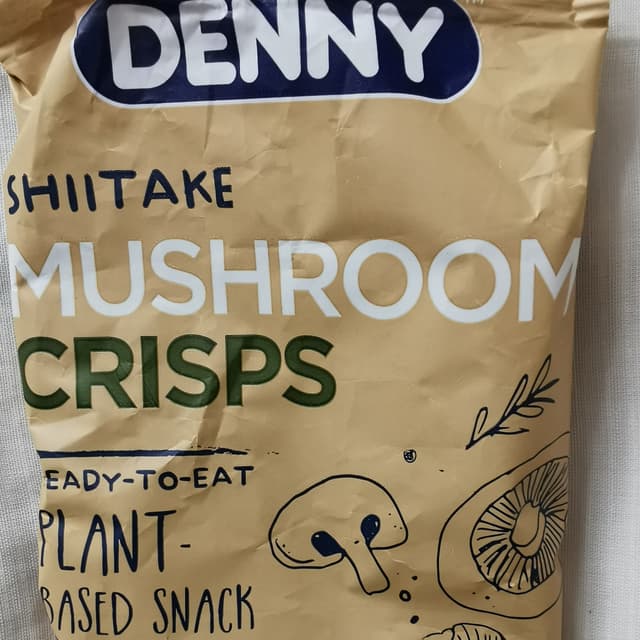 DENNY
SHIITAKE
MUSHROOM
CRISPS
READY-TO-EAT
PLANT-
BASED SNACK